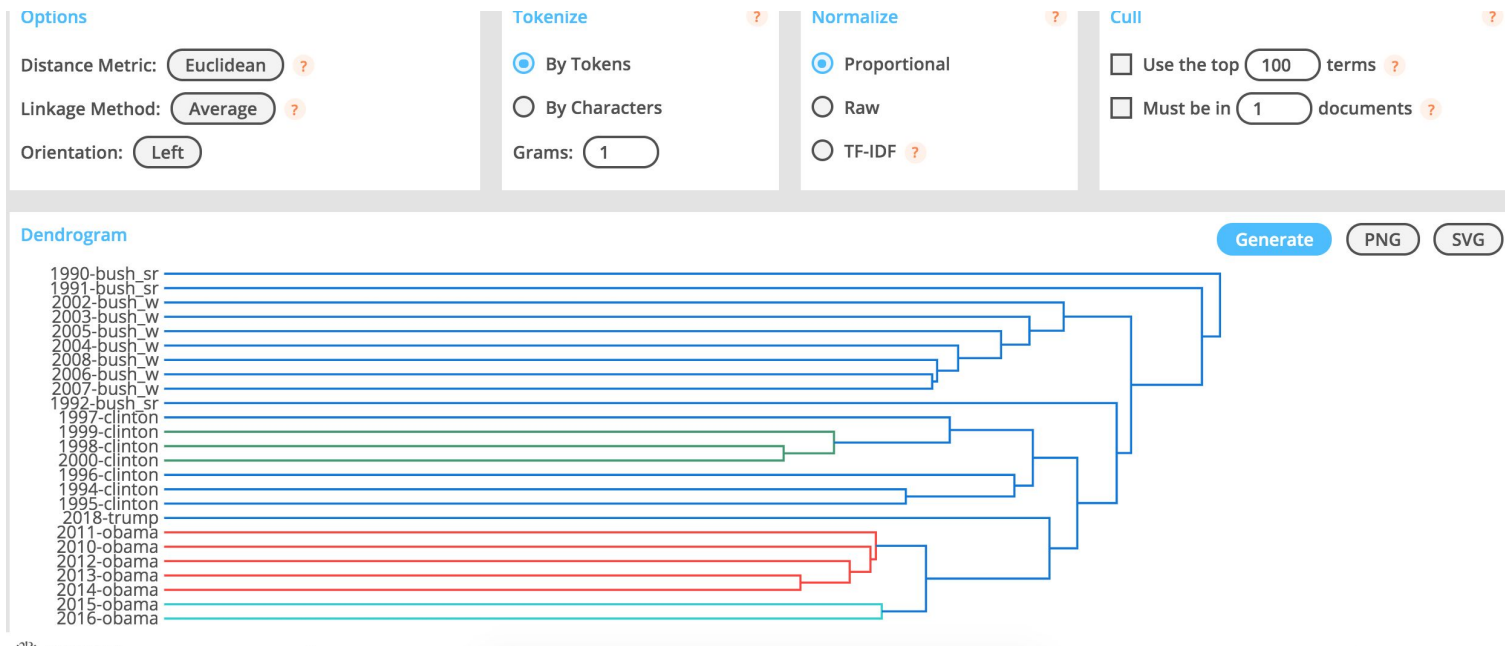 Options
Tokenize ?
Normalize ?
Cull ?
Distance Metric: Euclidean ?
By Tokens
Proportional
Use the top 100 terms ?
Linkage Method: Average ?
By Characters
Raw
Must be in 1 documents ?
Orientation: Left
Grams: 1
TF-IDF ?
Dendrogram
Generate PNG SVG
1990-bush_sr
1991-bush_sr
2002-bush_w
2003-bush_w
2005-bush_w
2004-bush_w
2008-bush_w
2006-bush_w
2007-bush_w
1992-bush_sr
1997-clinton
1999-clinton
1998-clinton
2000-clinton
1996-clinton
1994-clinton
1995-clinton
2018-trump
2011-obama
2010-obama
2012-obama
2013-obama
2014-obama
2015-obama
2016-obama